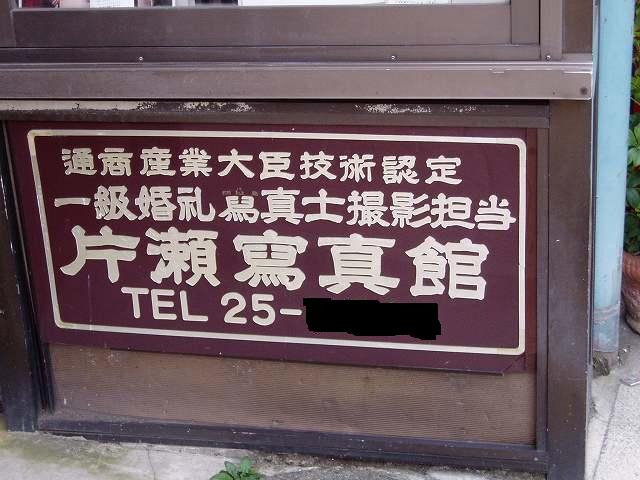 通商産業大臣技術認定
一級婚礼寫真士撮影担当
片瀬寫真館
TEL 25-